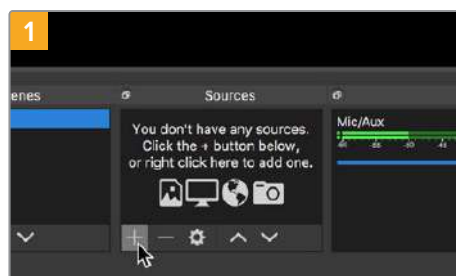 1
enes
Sources
You don't have any sources.
Click the + button below,
or right click here to add one.
Mic/Aux